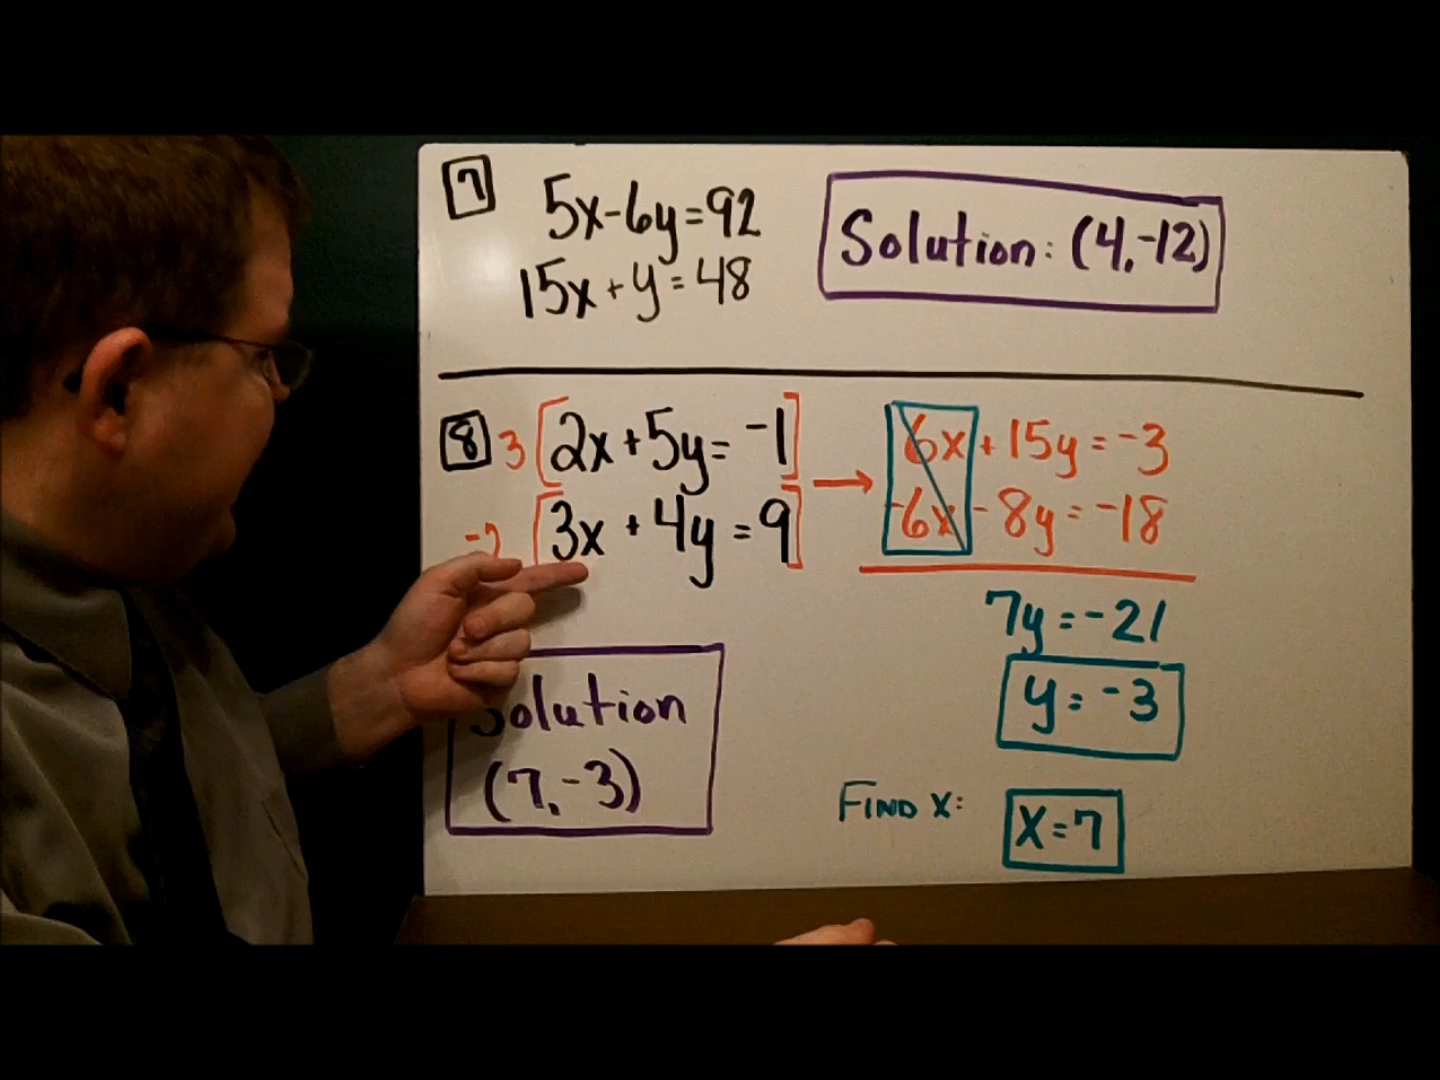 7
5x-6y=92
15x+y=48
Solution: (4,-12)
8
3[2x+5y=-1]
-2[3x+4y=9]
→
6x+15y=-3
-6x-8y=-18
7y=-21
y=-3
FIND X:
X=7
Solution
(7,-3)